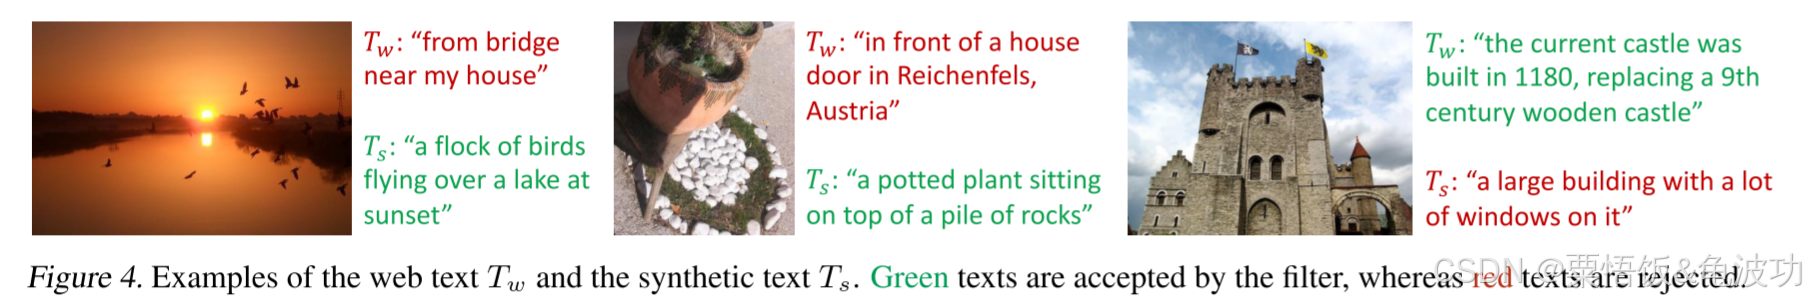 T_w: “from bridge
near my house”
T_s: “a flock of birds
flying over a lake at
sunset”
T_w: “in front of a house
door in Reichenfels,
Austria”
T_s: “a potted plant sitting
on top of a pile of rocks”
T_w: “the current castle was
built in 1180, replacing a 9th
century wooden castle”
T_s: “a large building with a lot
of windows on it”
Figure 4. Examples of the web text T_w and the synthetic text T_s. Green texts are accepted by the filter, whereas red texts are rejected.
CSDN @粟悟饭&龟波功